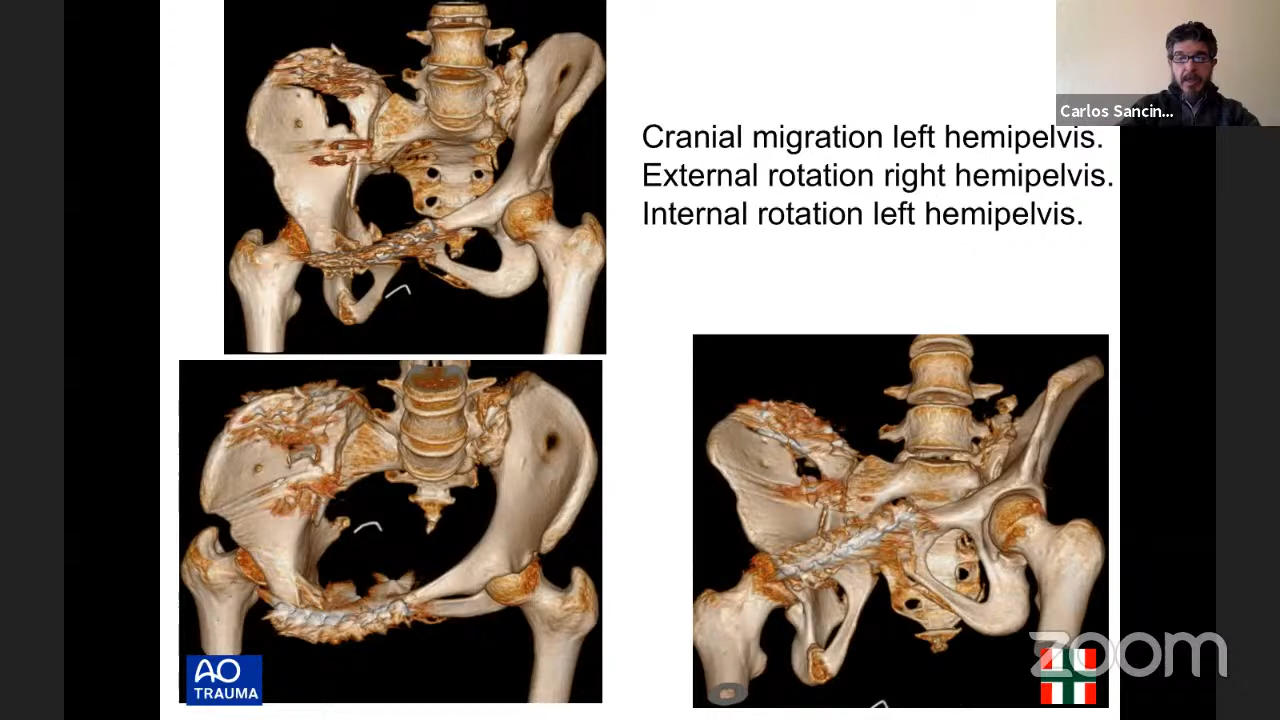 Carlos Sancin...
Cranial migration left hemipelvis.
External rotation right hemipelvis.
Internal rotation left hemipelvis.
AO
TRAUMA
zoom